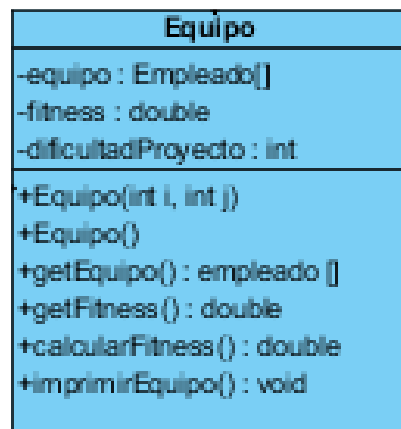 Equipo
-equipo : Empleado[]
-fitness : double
-dificultadProyecto : int
+Equipo(int i, int j)
+Equipo()
+getEquipo() : empleado []
+getFitness() : double
+calcularFitness() : double
+imprimirEquipo() : void